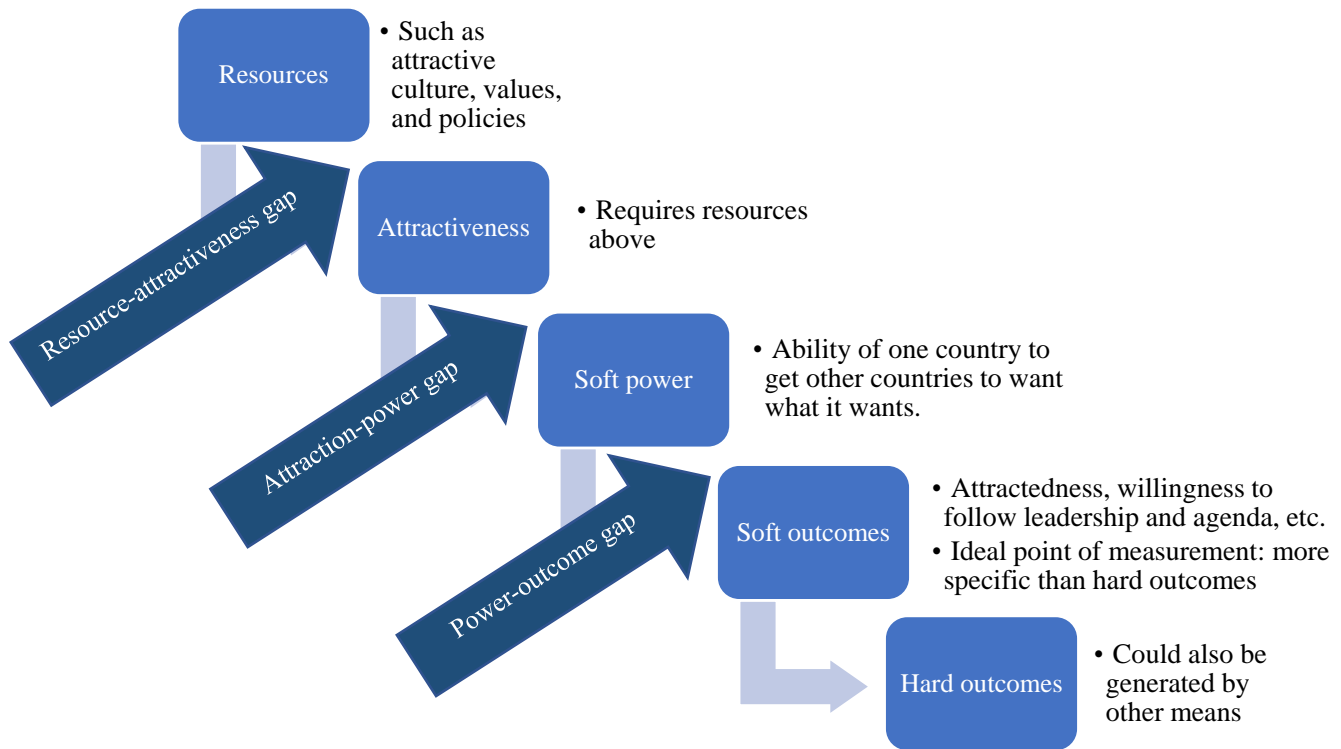 Resources
• Such as
attractive
culture, values,
and policies
Resource-attractiveness gap
Attractiveness
• Requires resources
above
Attraction-power gap
Soft power
• Ability of one country to
get other countries to want
what it wants.
Power-outcome gap
Soft outcomes
• Attractedness, willingness to
follow leadership and agenda, etc.
• Ideal point of measurement: more
specific than hard outcomes
Hard outcomes
• Could also be
generated by
other means